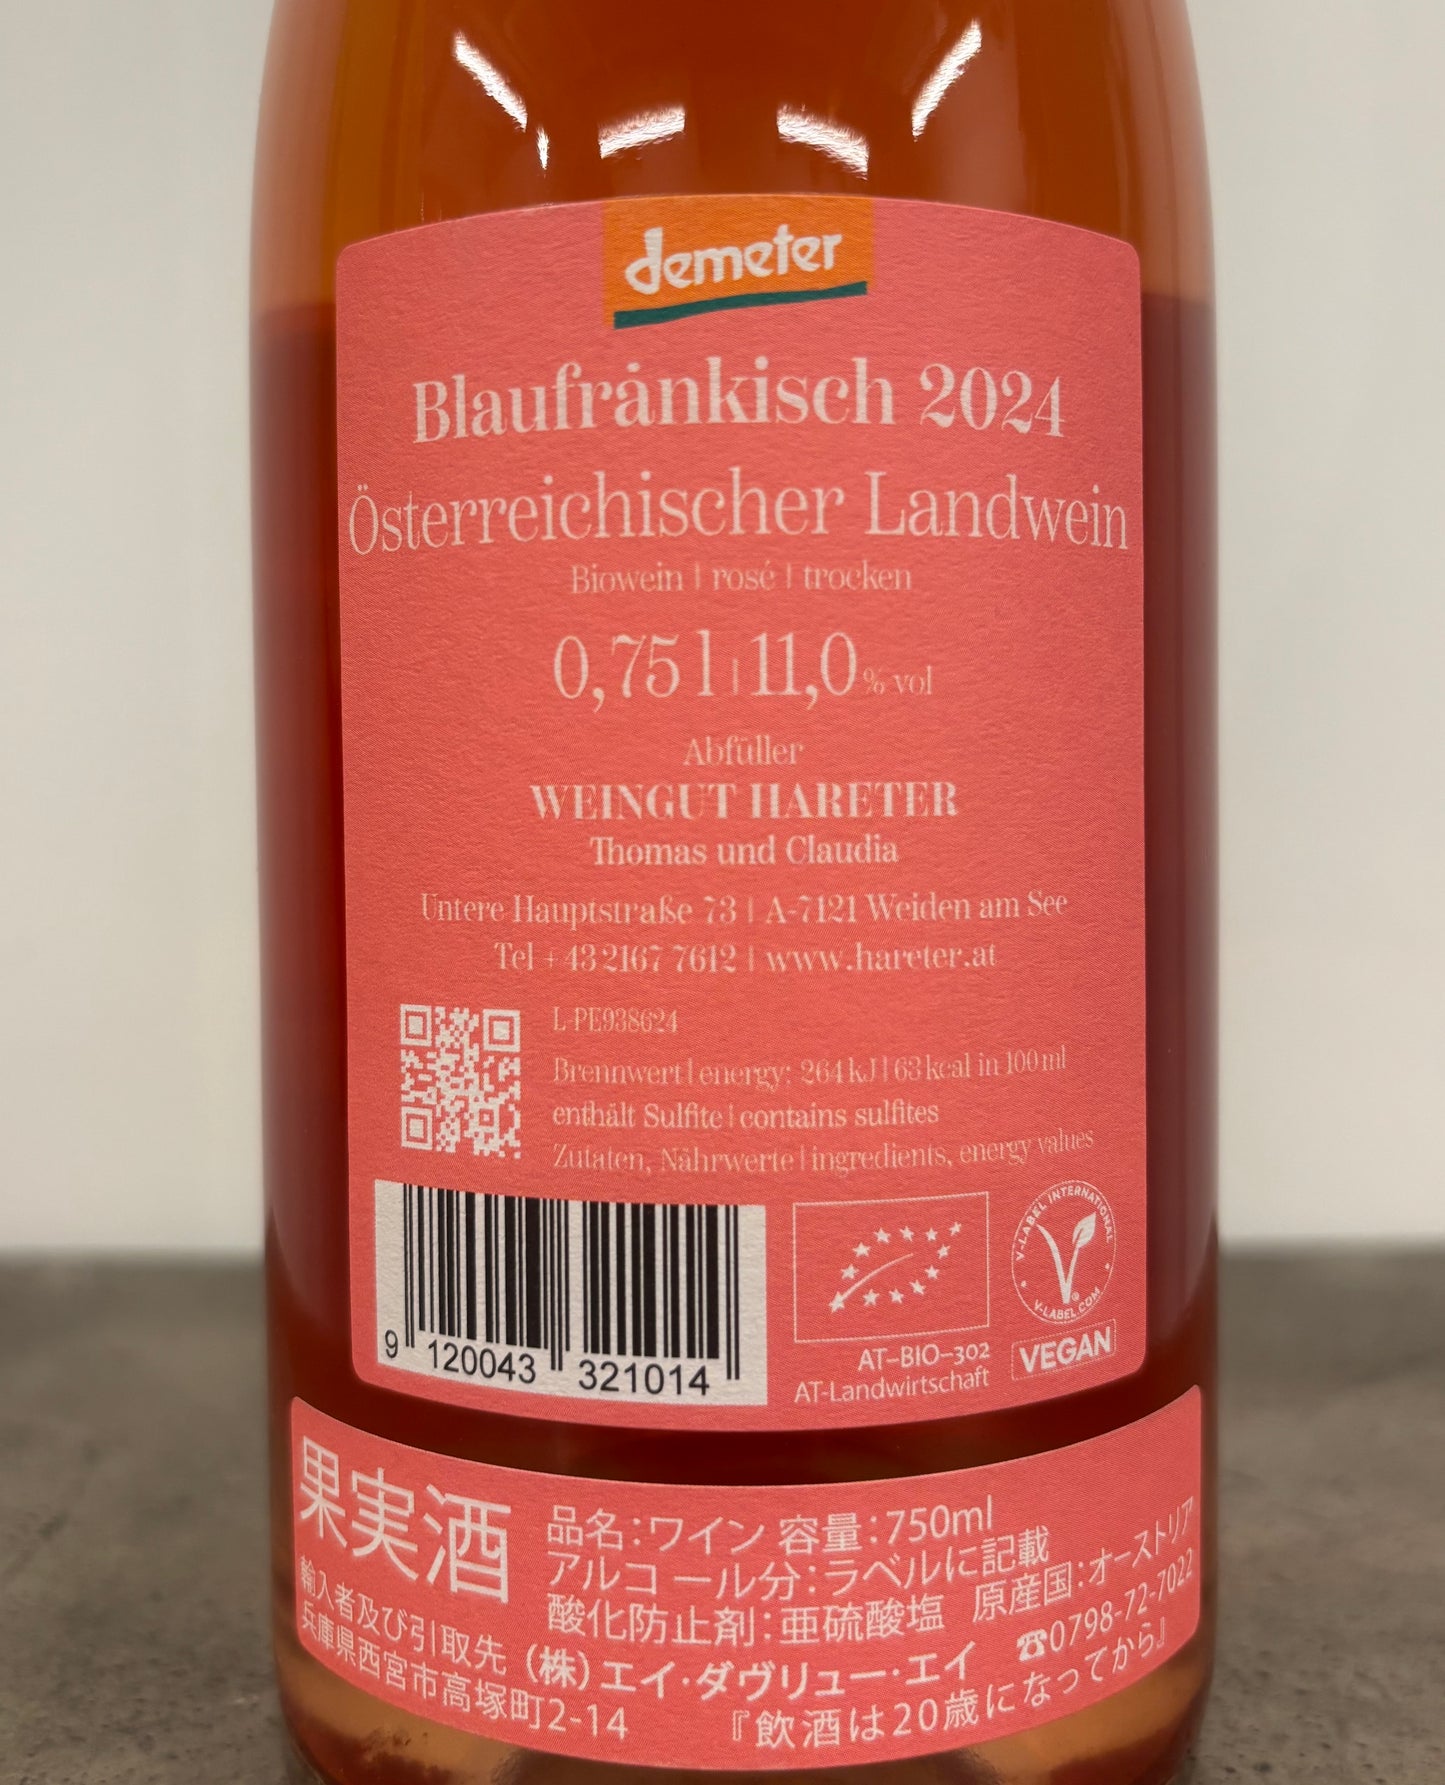 demeter
Blaufränkisch 2024
Österreichischer Landwein
Biowein | rosé | trocken
0,75 l | 11,0 % vol
Abfüller
WEINGUT HARETER
Thomas und Claudia
Untere Hauptstraße 73 | A-7121 Weiden am See
Tel +43 2167 7612 | www.hareter.at
L-PE938624
Brennwert | energy: 264 kJ | 63 kcal in 100 ml
enthält Sulfite | contains sulfites
Zutaten, Nährwerte | ingredients, energy values
9 120043 321014
AT-BIO-302
AT-Landwirtschaft
V-LABEL INTERNATIONAL
V-LABEL.COM
VEGAN
果実酒
品名：ワイン 容量：750ml
アルコール分：ラベルに記載
酸化防止剤：亜硫酸塩 原産国：オーストリア
輸入者及び引取先 (株)エイ・ダヴリュー・エイ ☎0798-72-7022
兵庫県西宮市高塚町2-14 『飲酒は20歳になってから』